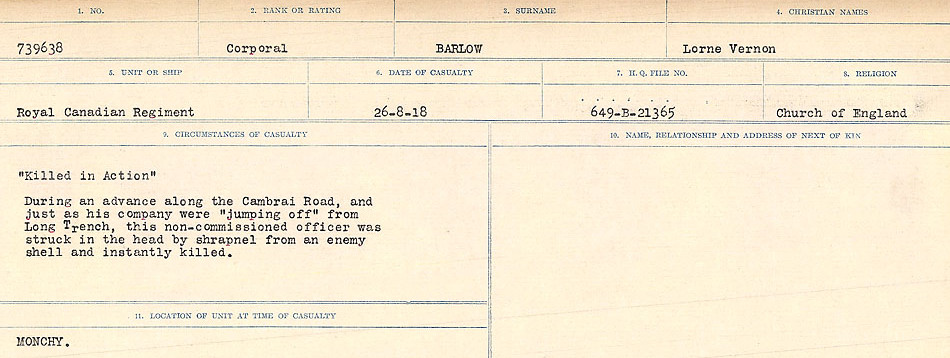 1. NO. 2. RANK OR RATING 3. SURNAME 4. CHRISTIAN NAMES
739638 Corporal BARLOW Lorne Vernon
5. UNIT OR SHIP 6. DATE OF CASUALTY 7. H. Q. FILE NO. 8. RELIGION
Royal Canadian Regiment 26-8-18 649-B-21365 Church of England
9. CIRCUMSTANCES OF CASUALTY
"Killed in Action"
During an advance along the Cambrai Road, and
just as his company were "jumping off" from
Long Trench, this non-commissioned officer was
struck in the head by shrapnel from an enemy
shell and instantly killed.
10. NAME, RELATIONSHIP AND ADDRESS OF NEXT OF KIN
11. LOCATION OF UNIT AT TIME OF CASUALTY
MONCHY.